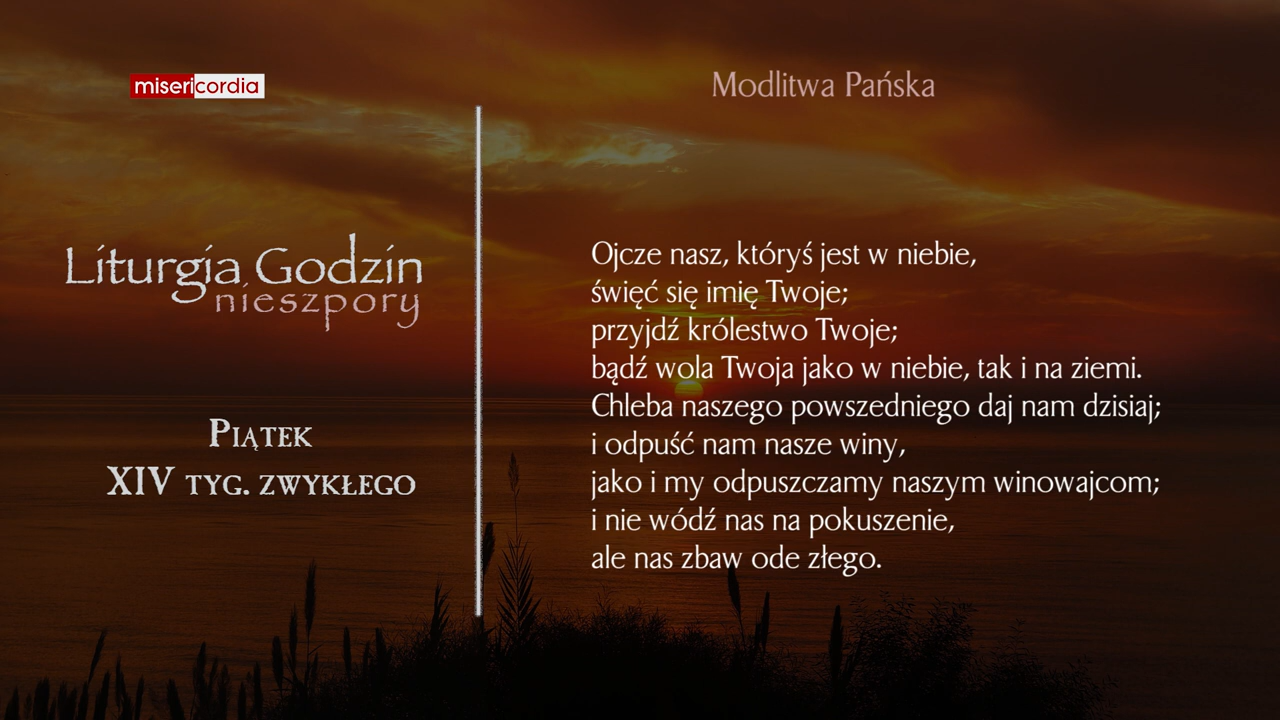 misericordia
Liturgia Godzin
nieszpory
Piątek
XIV tyg. zwykłego
Modlitwa Pańska
Ojcze nasz, któryś jest w niebie,
święć się imię Twoje;
przyjdź królestwo Twoje;
bądź wola Twoja jako w niebie, tak i na ziemi.
Chleba naszego powszedniego daj nam dzisiaj;
i odpuść nam nasze winy,
jako i my odpuszczamy naszym winowajcom;
i nie wódź nas na pokuszenie,
ale nas zbaw ode złego.